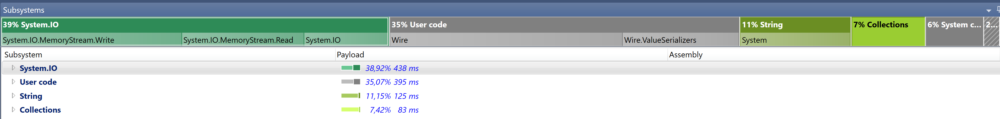 Subsystems
39% System.IO 35% User code 11% String 7% Collections 6% System c... 2...
System.IO.MemoryStream.Write System.IO.MemoryStream.Read System.IO Wire Wire.ValueSerializers System
Subsystem Payload Assembly
System.IO 38,92% 438 ms
User code 35,07% 395 ms
String 11,15% 125 ms
Collections 7,42% 83 ms